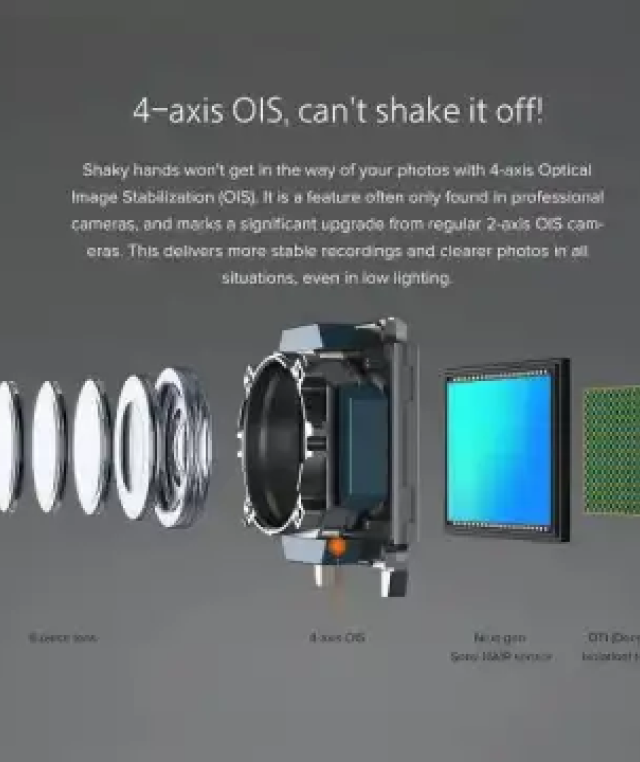 4-axis OIS, can't shake it off!
Shaky hands won't get in the way of your photos with 4-axis Optical
Image Stabilization (OIS). It is a feature often only found in professional
cameras, and marks a significant upgrade from regular 2-axis OIS cam-
eras. This delivers more stable recordings and clearer photos in all
situations, even in low lighting.
4-axis OIS
sensor